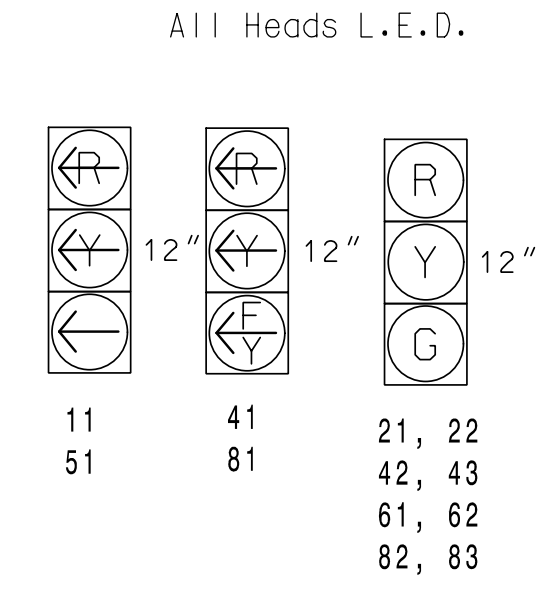 All Heads L.E.D.
R
Y
12"
11
51
R
Y
F
Y
12"
41
81
R
Y
G
12"
21, 22
42, 43
61, 62
82, 83